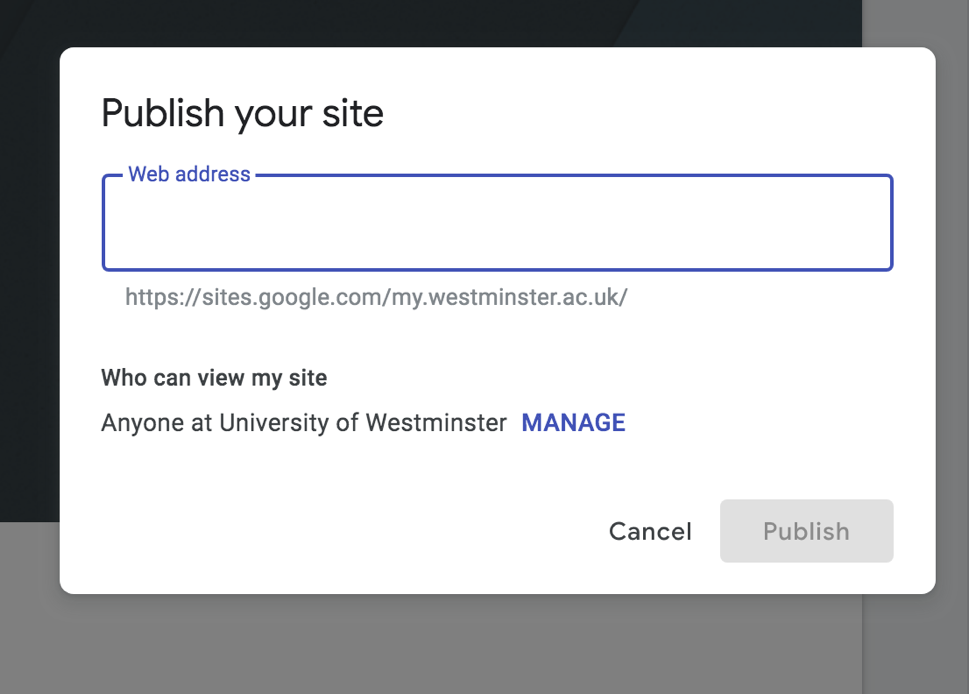 Publish your site
Web address
https://sites.google.com/my.westminster.ac.uk/
Who can view my site
Anyone at University of Westminster MANAGE
Cancel Publish